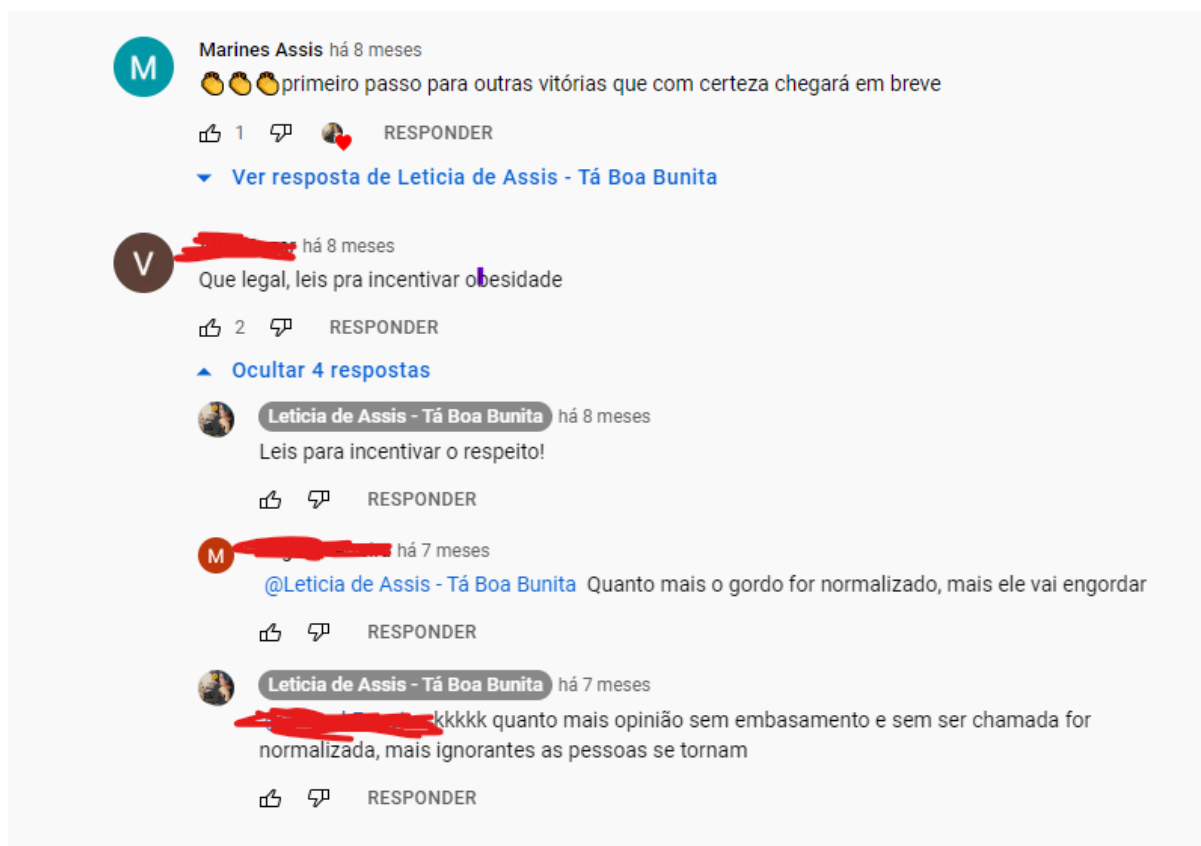 M
Marines Assis há 8 meses
👏👏👏primeiro passo para outras vitórias que com certeza chegará em breve
1 RESPONDER
Ver resposta de Leticia de Assis - Tá Boa Bunita
V
há 8 meses
Que legal, leis pra incentivar obesidade
2 RESPONDER
Ocultar 4 respostas
Leticia de Assis - Tá Boa Bunita há 8 meses
Leis para incentivar o respeito!
RESPONDER
M há 7 meses
@Leticia de Assis - Tá Boa Bunita Quanto mais o gordo for normalizado, mais ele vai engordar
RESPONDER
Leticia de Assis - Tá Boa Bunita há 7 meses
kkkkk quanto mais opinião sem embasamento e sem ser chamada for
normalizada, mais ignorantes as pessoas se tornam
RESPONDER